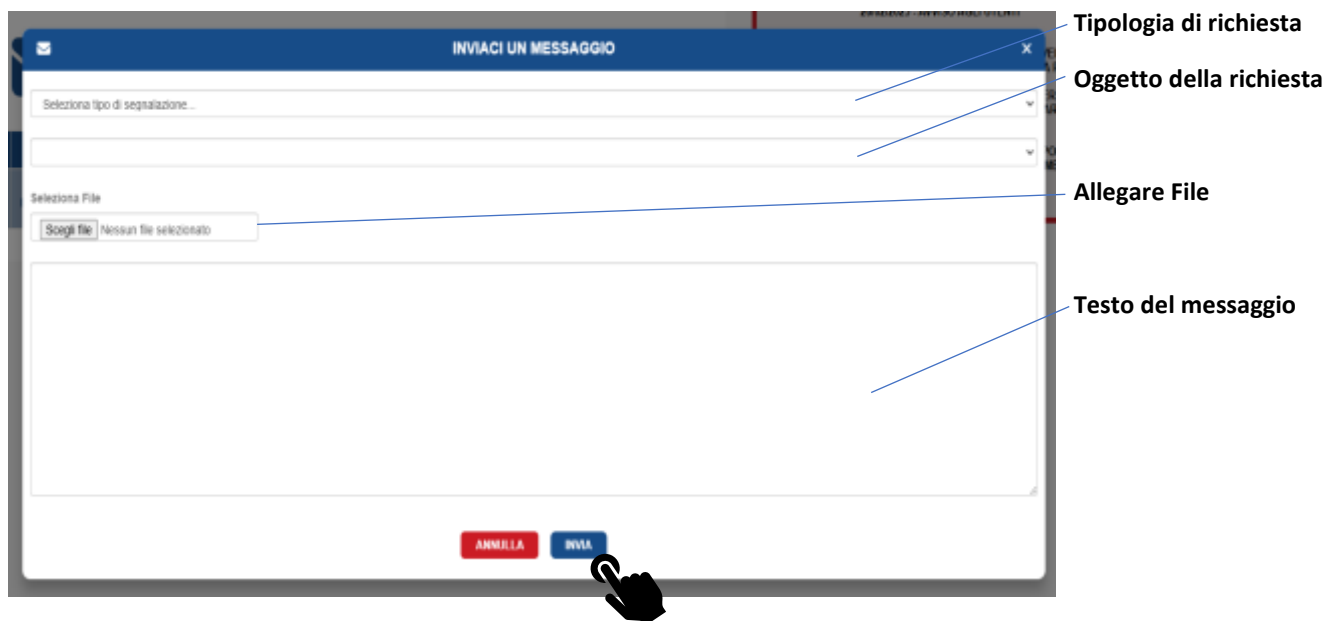 Tipologia di richiesta
INVIACI UN MESSAGGIO
x
Oggetto della richiesta
Seleziona tipo di segnalazione...
Seleziona File
Allegare File
Scegli file Nessun file selezionato
Testo del messaggio
ANNULLA INVIA